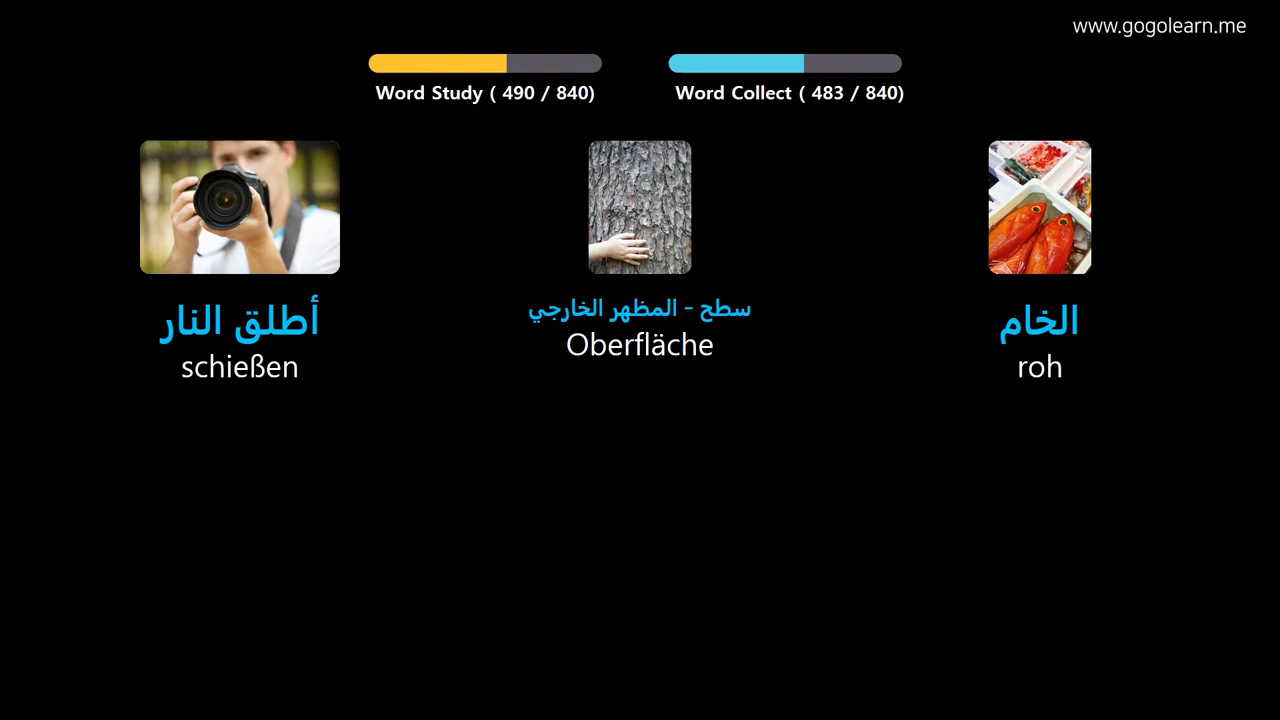 www.gogolearn.me
Word Study ( 490 / 840)
Word Collect ( 483 / 840)
أطلق النار
schießen
سطح - المظهر الخارجي
Oberfläche
الخام
roh